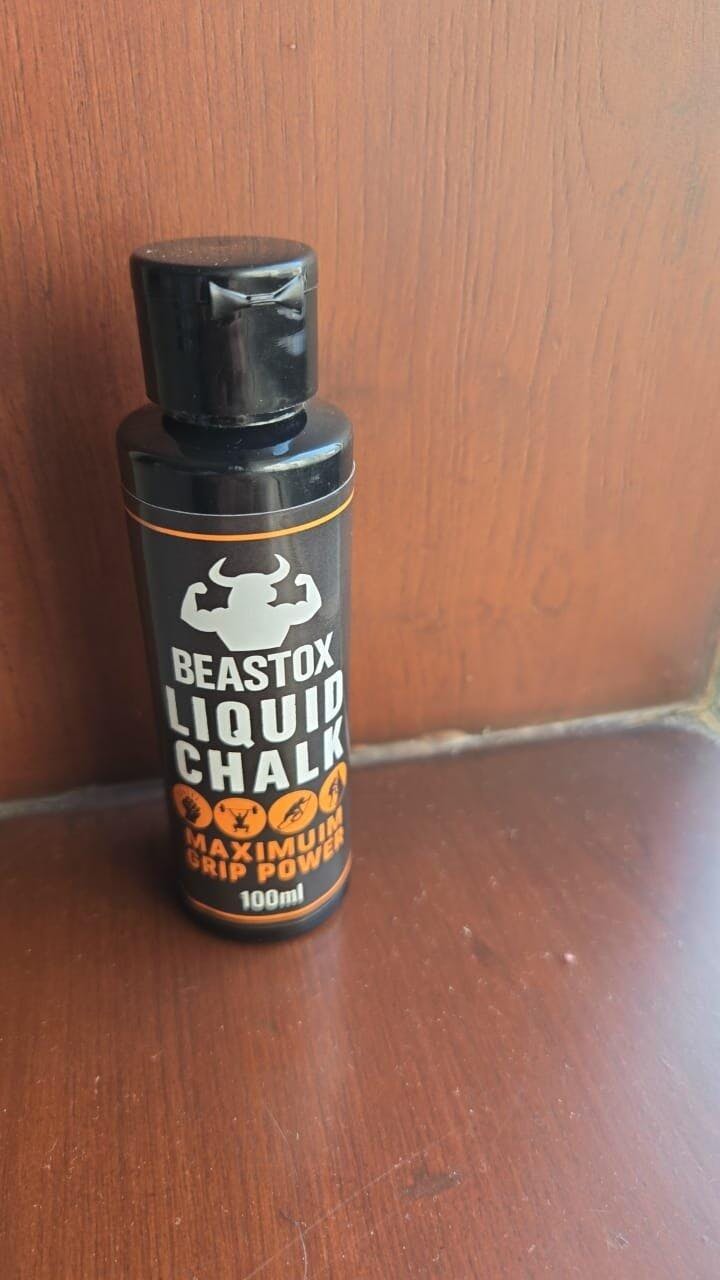 BEASTOX
LIQUID
CHALK
MAXIMUIM
GRIP POWER
100ml